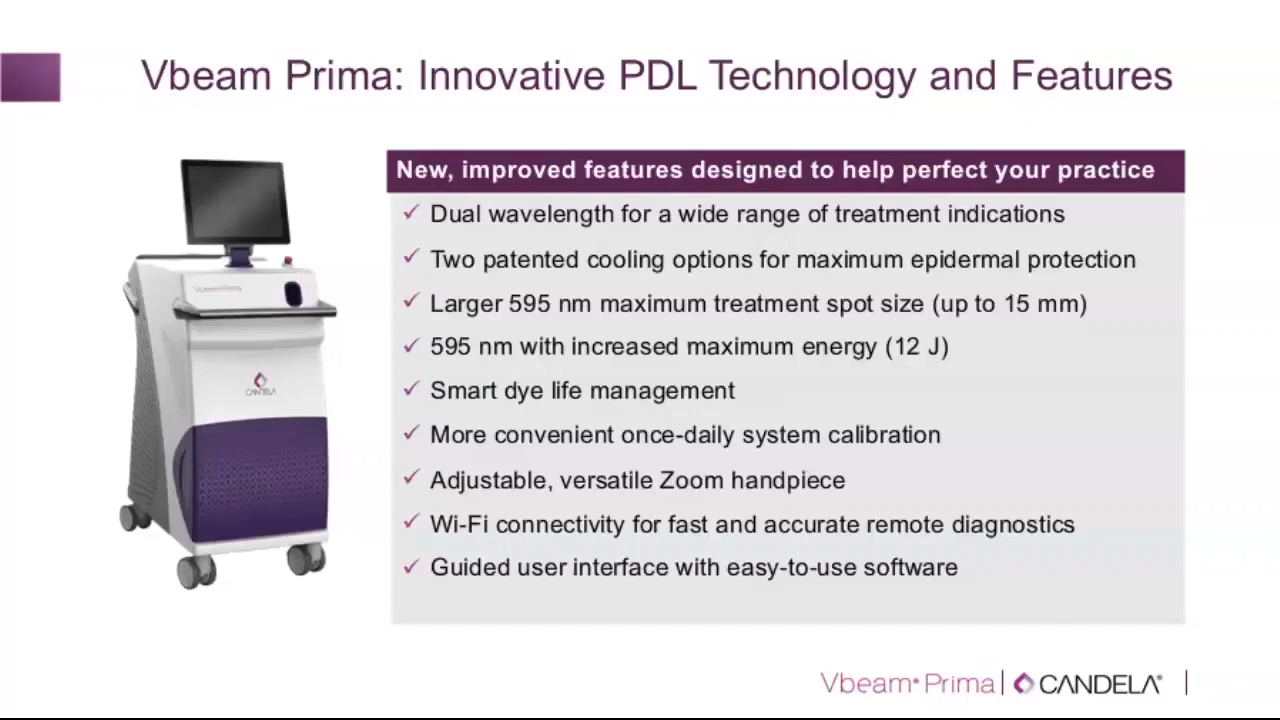 Vbeam Prima: Innovative PDL Technology and Features
New, improved features designed to help perfect your practice
✓ Dual wavelength for a wide range of treatment indications
✓ Two patented cooling options for maximum epidermal protection
✓ Larger 595 nm maximum treatment spot size (up to 15 mm)
✓ 595 nm with increased maximum energy (12 J)
✓ Smart dye life management
✓ More convenient once-daily system calibration
✓ Adjustable, versatile Zoom handpiece
✓ Wi-Fi connectivity for fast and accurate remote diagnostics
✓ Guided user interface with easy-to-use software
VbeamPrima
CANDELA
Vbeam® Prima | CANDELA® |